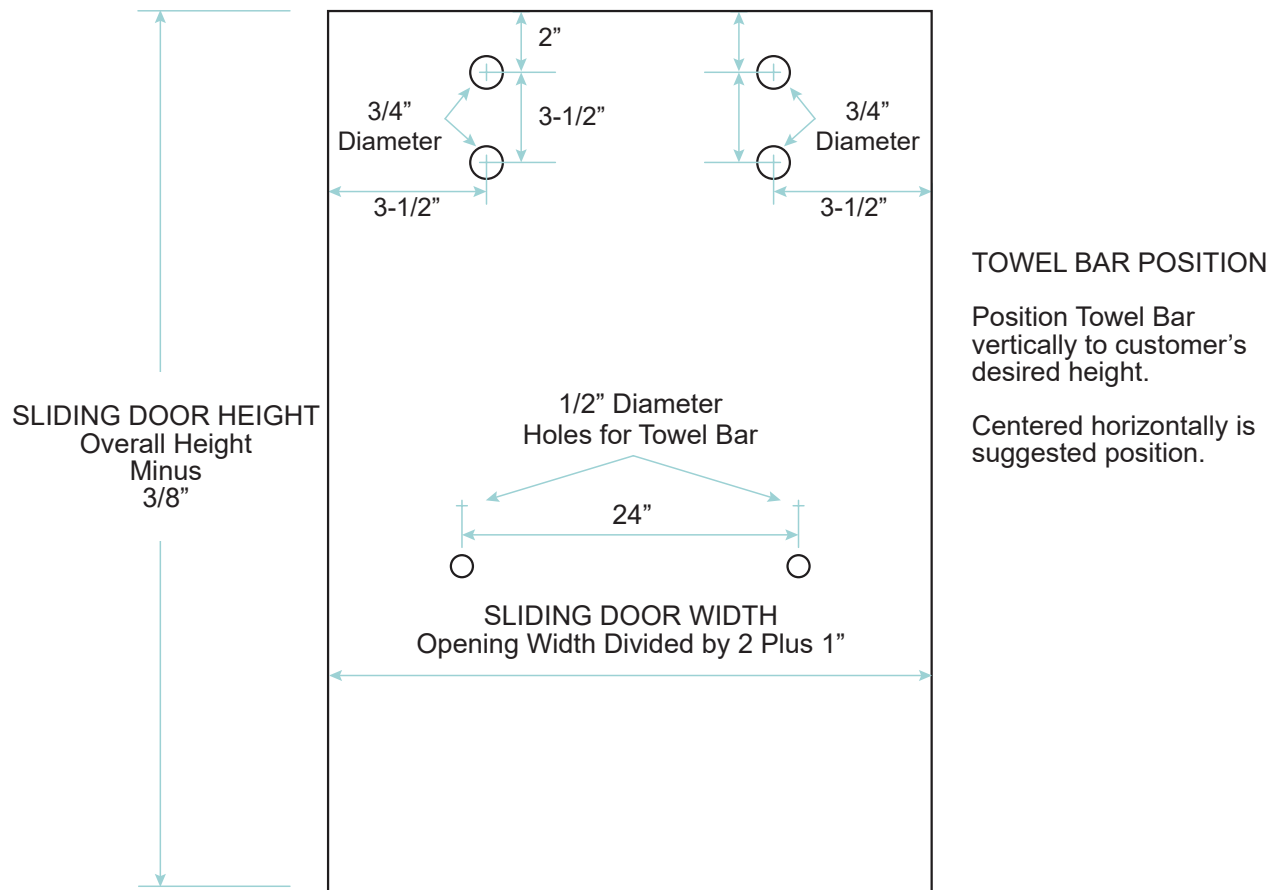 2”
3/4”
Diameter
3-1/2”
3/4”
Diameter
3-1/2”
3-1/2”
TOWEL BAR POSITION
Position Towel Bar
vertically to customer’s
desired height.
Centered horizontally is
suggested position.
SLIDING DOOR HEIGHT
Overall Height
Minus
3/8”
1/2” Diameter
Holes for Towel Bar
24”
SLIDING DOOR WIDTH
Opening Width Divided by 2 Plus 1”